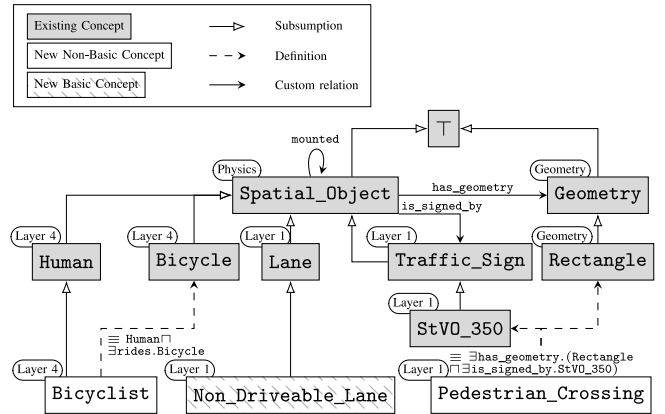 Existing Concept
Subsumption
New Non-Basic Concept
Definition
New Basic Concept
Custom relation
⊤
mounted
Physics
Geometry
Spatial_Object
has_geometry
Geometry
is_signed_by
Layer 4
Layer 4
Layer 1
Layer 1
Geometry
Human
Bicycle
Lane
Traffic_Sign
Rectangle
Layer 1
StVO_350
≡ Human⊓
∃rides.Bicycle
≡ ∃has_geometry.(Rectangle
⊓∃is_signed_by.StVO_350)
Layer 4
Layer 1
Layer 1
Bicyclist
Non_Driveable_Lane
Pedestrian_Crossing